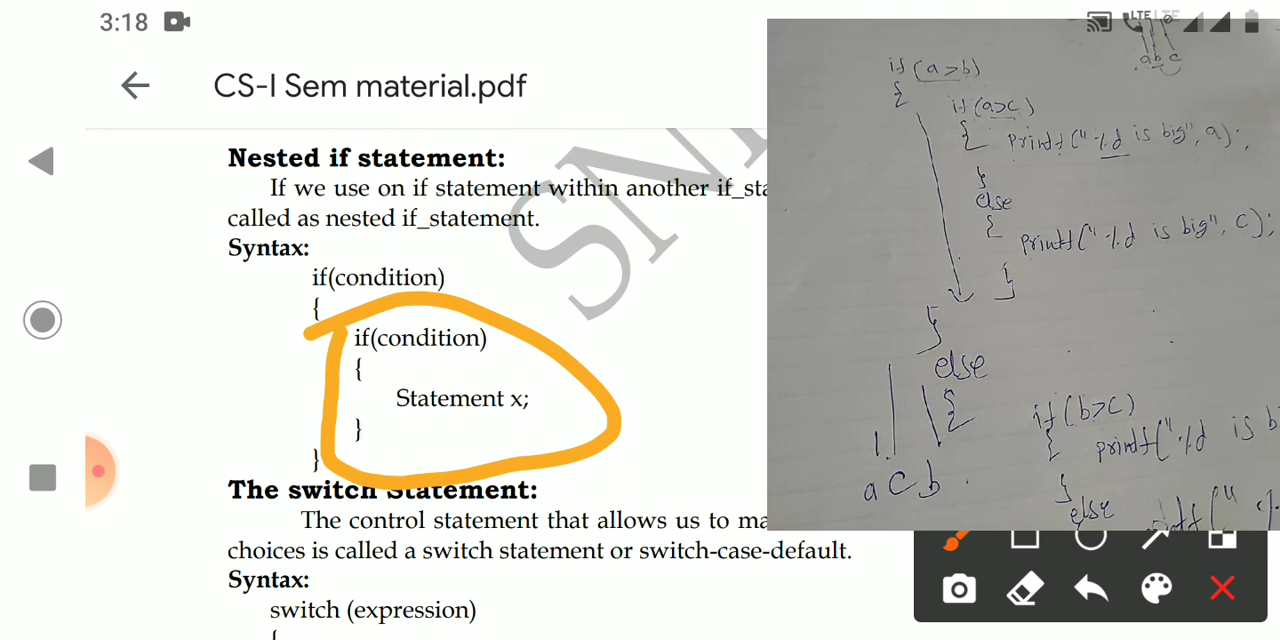 3:18
LTE LTE
CS-I Sem material.pdf
SNI
Nested if statement:
If we use on if statement within another if_sta
called as nested if_statement.
Syntax:
if(condition)
{
if(condition)
{
Statement x;
}
}
The switch Statement:
The control statement that allows us to ma
choices is called a switch statement or switch-case-default.
Syntax:
switch (expression)
{
a b c
if (a>b)
{
if (a>c)
{ printf("%d is big", a);
}
else
{
printf("%d is big", c);
}
}
else
{
if (b>c)
{ printf("%d is b
}
else
a c b